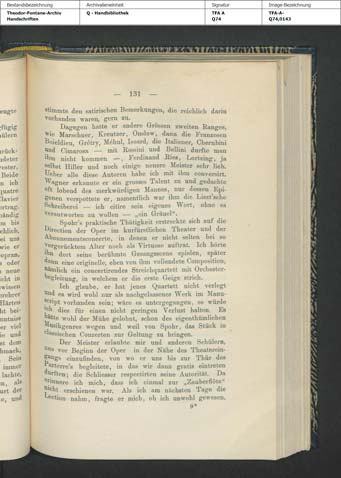 Bestandsbezeichnung
Theodor-Fontane-Archiv
Handschriften
Archivalieneinheit
Q - Handbibliothek
Signatur
TFA A
Q74
Image-Bezeichnung
TFA-A-
Q74,0143
— 131 —
stimmte den satirischen Bemerkungen, die reichlich darin
vorhanden waren, gern zu.
Dagegen hatte er andere Grössen zweiten Ranges,
wie Marschner, Kreutzer, Onslow, dann die Franzosen
Boieldieu, Grétry, Méhul, Isouard, die Italiener, Cherubini
und Cimarosa — mit Rossini und Bellini durfte man
ihm nicht kommen —, Ferdinand Ries, Lortzing, ja
selbst Hiller und noch einige Neuere mehr sehr lieb.
Ueber alle diese Autoren habe ich mit ihm conversirt.
Wagner erkannte er ein grosses Talent zu und gedachte
oft lobend des merkwürdigen Mannes, nur dessen Epi-
gonen verspottete er, namentlich war ihm die Liszt'sche
Schreiberei — ich citire sein eigenes Wort, ohne es
verantworten zu wollen — „ein Gräuel".
Spohr's praktische Thätigkeit erstreckte sich auf die
Direction der Oper im kurfürstlichen Theater und der
Abonnementsconcerte, in denen er nicht selten bei so
vorgerücktem Alter noch als Virtuose auftrat. Ich hörte
ihn dort seine berühmte Gesangsscene spielen, später
dann eine originelle, eben von ihm vollendete Composition,
nämlich ein concertirendes Streichquartett mit Orchester-
begleitung, in welchem er die erste Geige strich.
Ich glaube, er hat jenes Quartett nicht verlegt
und es wird wohl nur als nachgelassenes Werk im Manu-
script vorhanden sein; wäre es untergegangen, so würde
ich dies für einen nicht geringen Verlust halten. Es
hätte wohl der Mühe gelohnt, schon des eigenthümlichen
Musikgenres wegen und weil von Spohr, das Stück in
classischen Concerten zur Geltung zu bringen.
Der Meister erlaubte mir und anderen Schülern,
uns vor Beginn der Oper in der Nähe des Theaterein-
gangs einzufinden, von wo er uns bis zur Thür des
Parterre's begleitete, in das wir dann gratis eintreten
durften; die Schliesser respectirten seine Autorität. Da
erinnere ich mich, dass ich einmal zur „Zauberflöte"
nicht erschienen war. Als ich am nächsten Tage die
Lection nahm, fragte er mich, ob ich unwohl gewesen.
9*